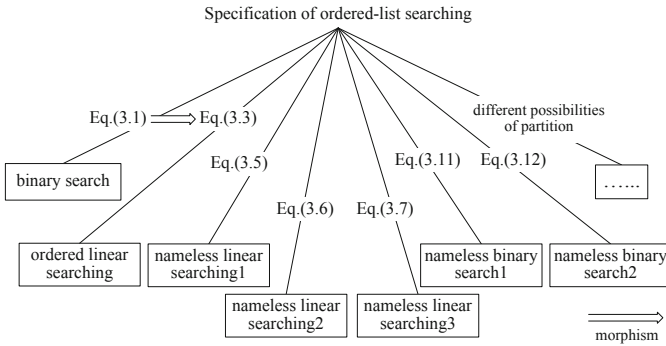 Specification of ordered-list searching
different possibilities
of partition
Eq.(3.1)
Eq.(3.3)
Eq.(3.5)
Eq.(3.11)
Eq.(3.12)
binary search
…...
Eq.(3.6)
Eq.(3.7)
ordered linear
searching
nameless linear
searching1
nameless binary
search1
nameless binary
search2
nameless linear
searching2
nameless linear
searching3
morphism